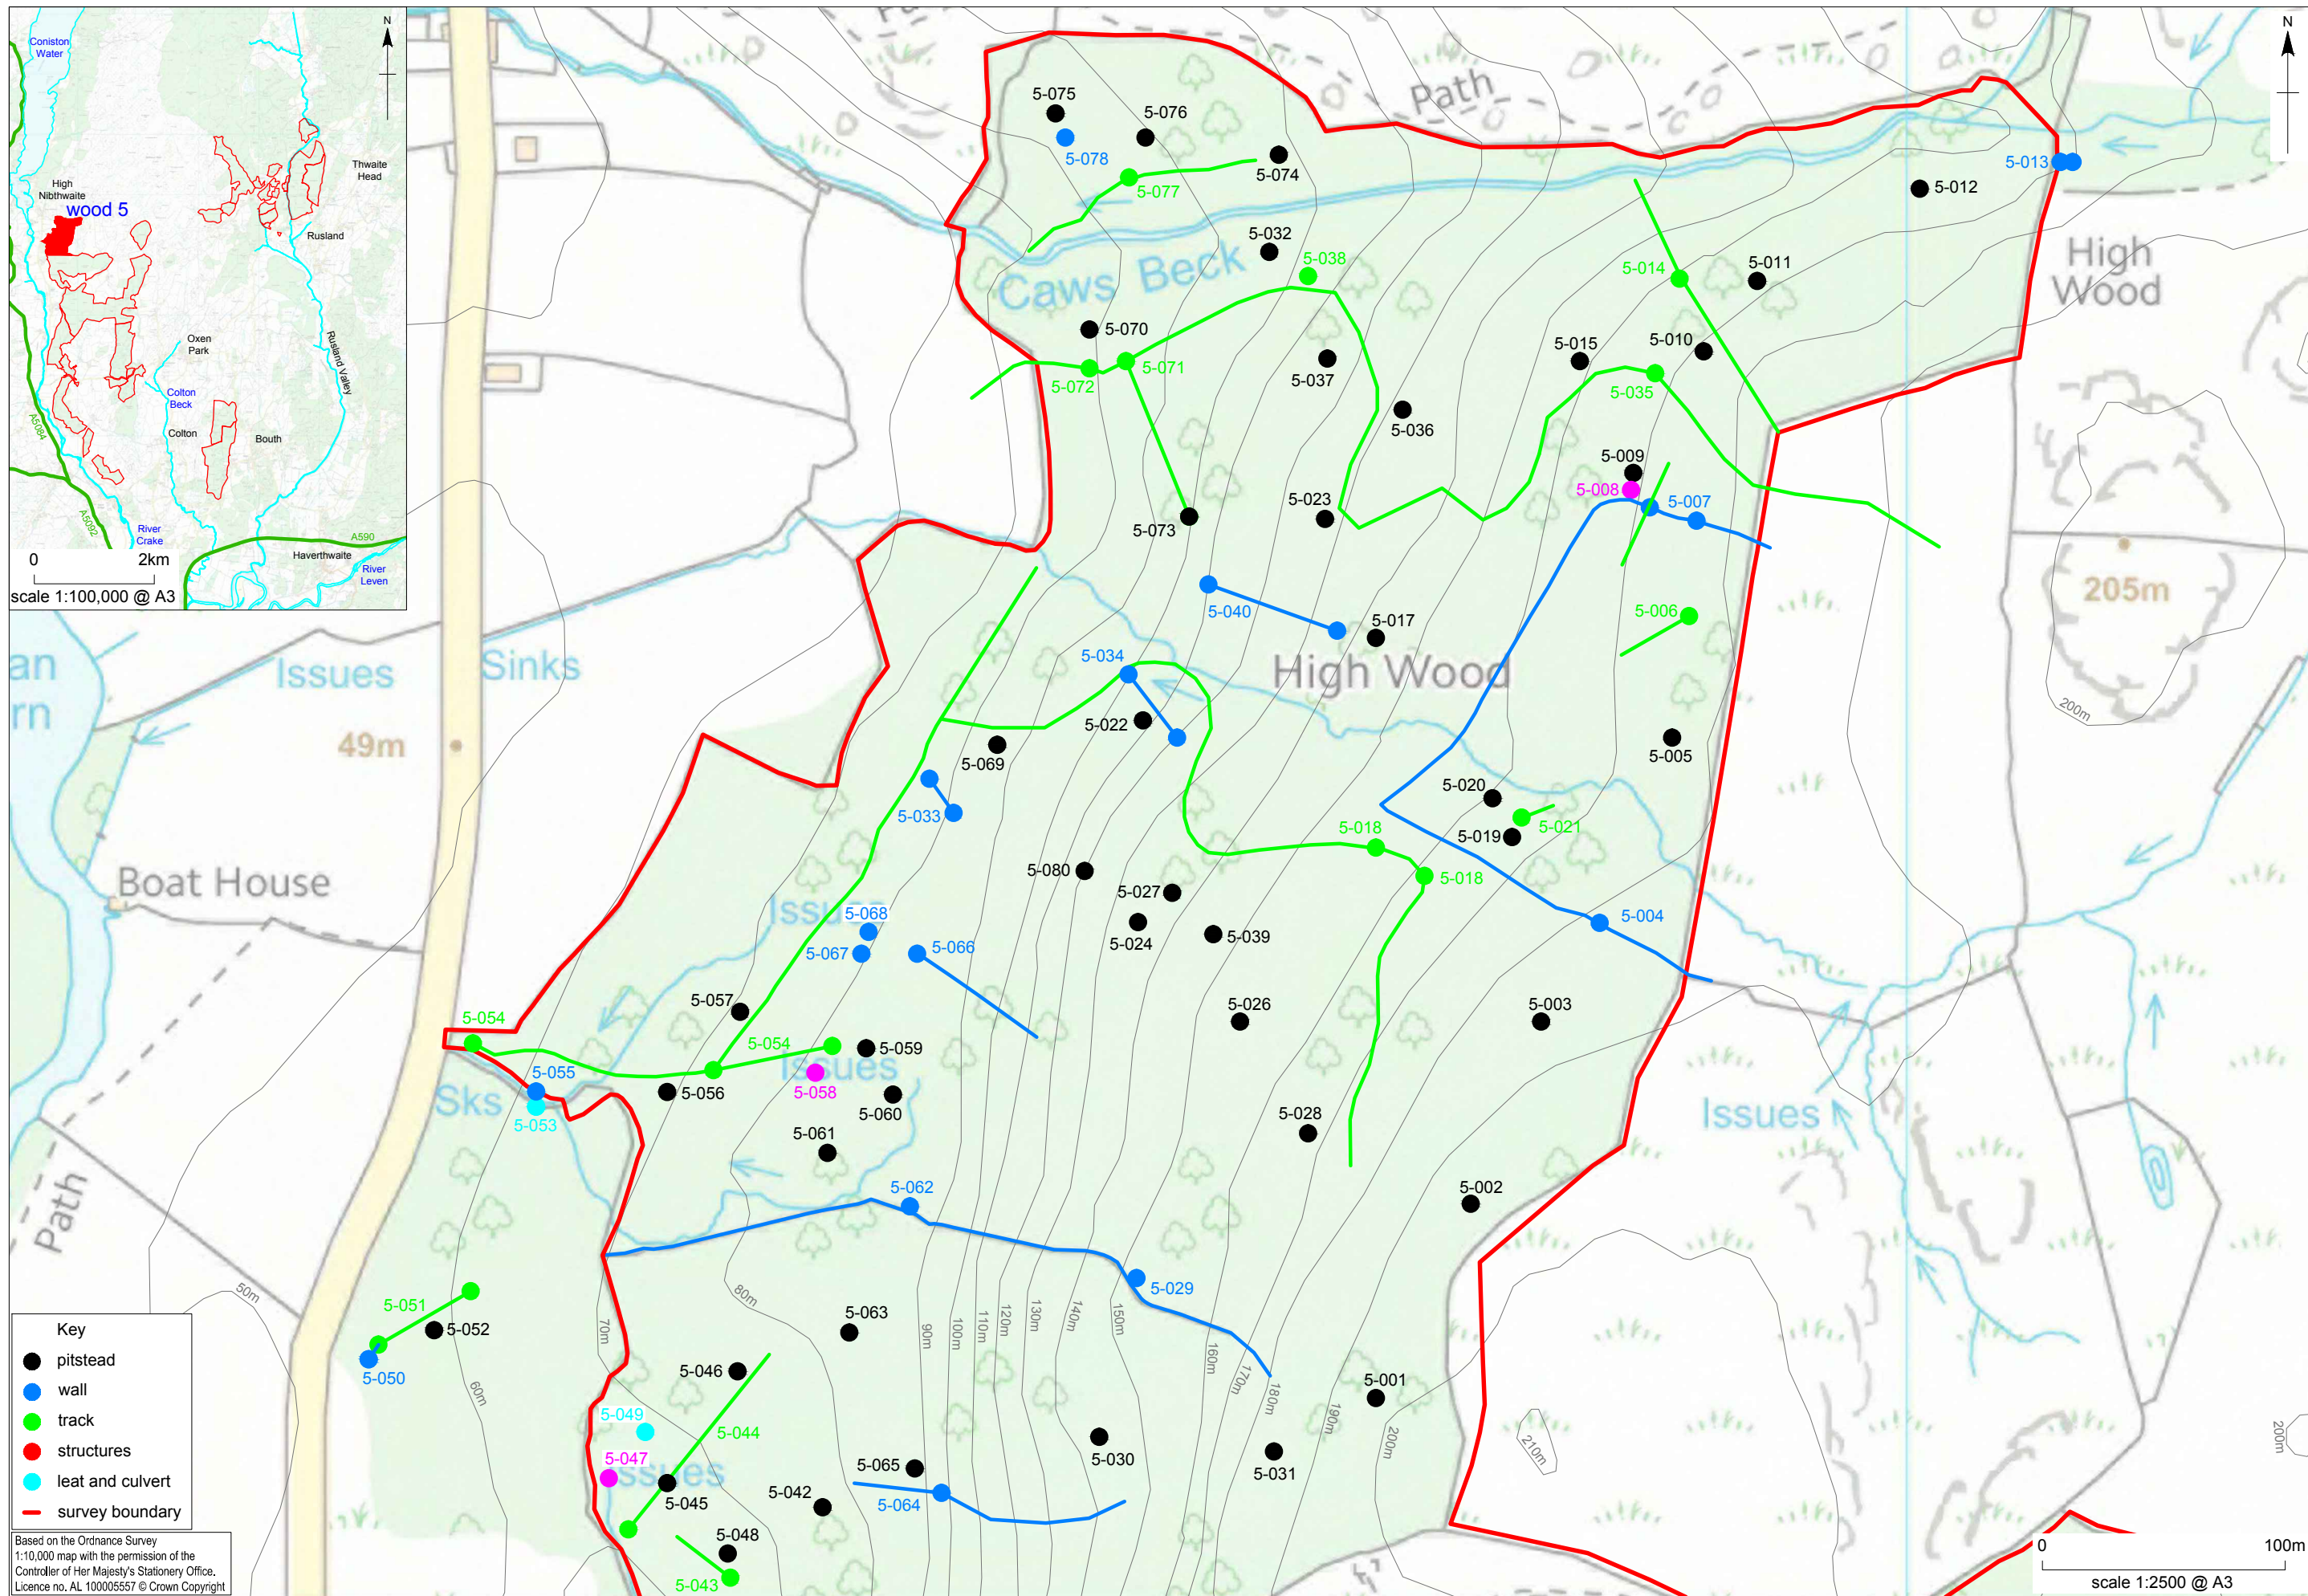 Coniston
Water
N
Thwaite
Head
High
Nibthwaite
wood 5
Rusland
Oxen
Park
Rusland Valley
Colton
Beck
A5084
Colton
Bouth
A5092
River
Crake
A590
Haverthwaite
River
Leven
0 2km
scale 1:100,000 @ A3
N
Path
5-075
5-076
5-078
5-074
5-077
5-013
5-012
5-032
5-038
Caws Beck
5-014
5-011
High
Wood
5-070
5-071
5-072
5-037
5-015
5-010
5-035
5-036
5-009
5-008
5-007
5-073
5-023
205m
5-040
5-017
5-006
5-034
High Wood
an
rn
Issues
Sinks
49m
200m
5-022
5-069
5-005
5-033
5-020
5-021
5-019
5-018
5-018
Boat House
5-080
5-027
5-024
5-039
5-004
Issues
5-068
5-067
5-066
5-057
5-026
5-003
5-054
5-054
5-059
Issues
5-058
5-055
5-056
5-060
Sks
5-053
Issues
5-028
5-061
Path
5-062
5-002
5-029
50m
80m
5-051
5-052
5-050
5-063
70m
90m
100m
110m
120m
130m
140m
150m
160m
170m
180m
190m
200m
210m
200m
60m
5-046
5-001
5-049
5-044
5-047
Issues
5-045
5-030
5-031
5-065
5-042
5-064
5-048
5-043
Key
pitstead
wall
track
structures
leat and culvert
survey boundary
Based on the Ordnance Survey
1:10,000 map with the permission of the
Controller of Her Majesty's Stationery Office.
Licence no. AL 100005557 © Crown Copyright
0 100m
scale 1:2500 @ A3